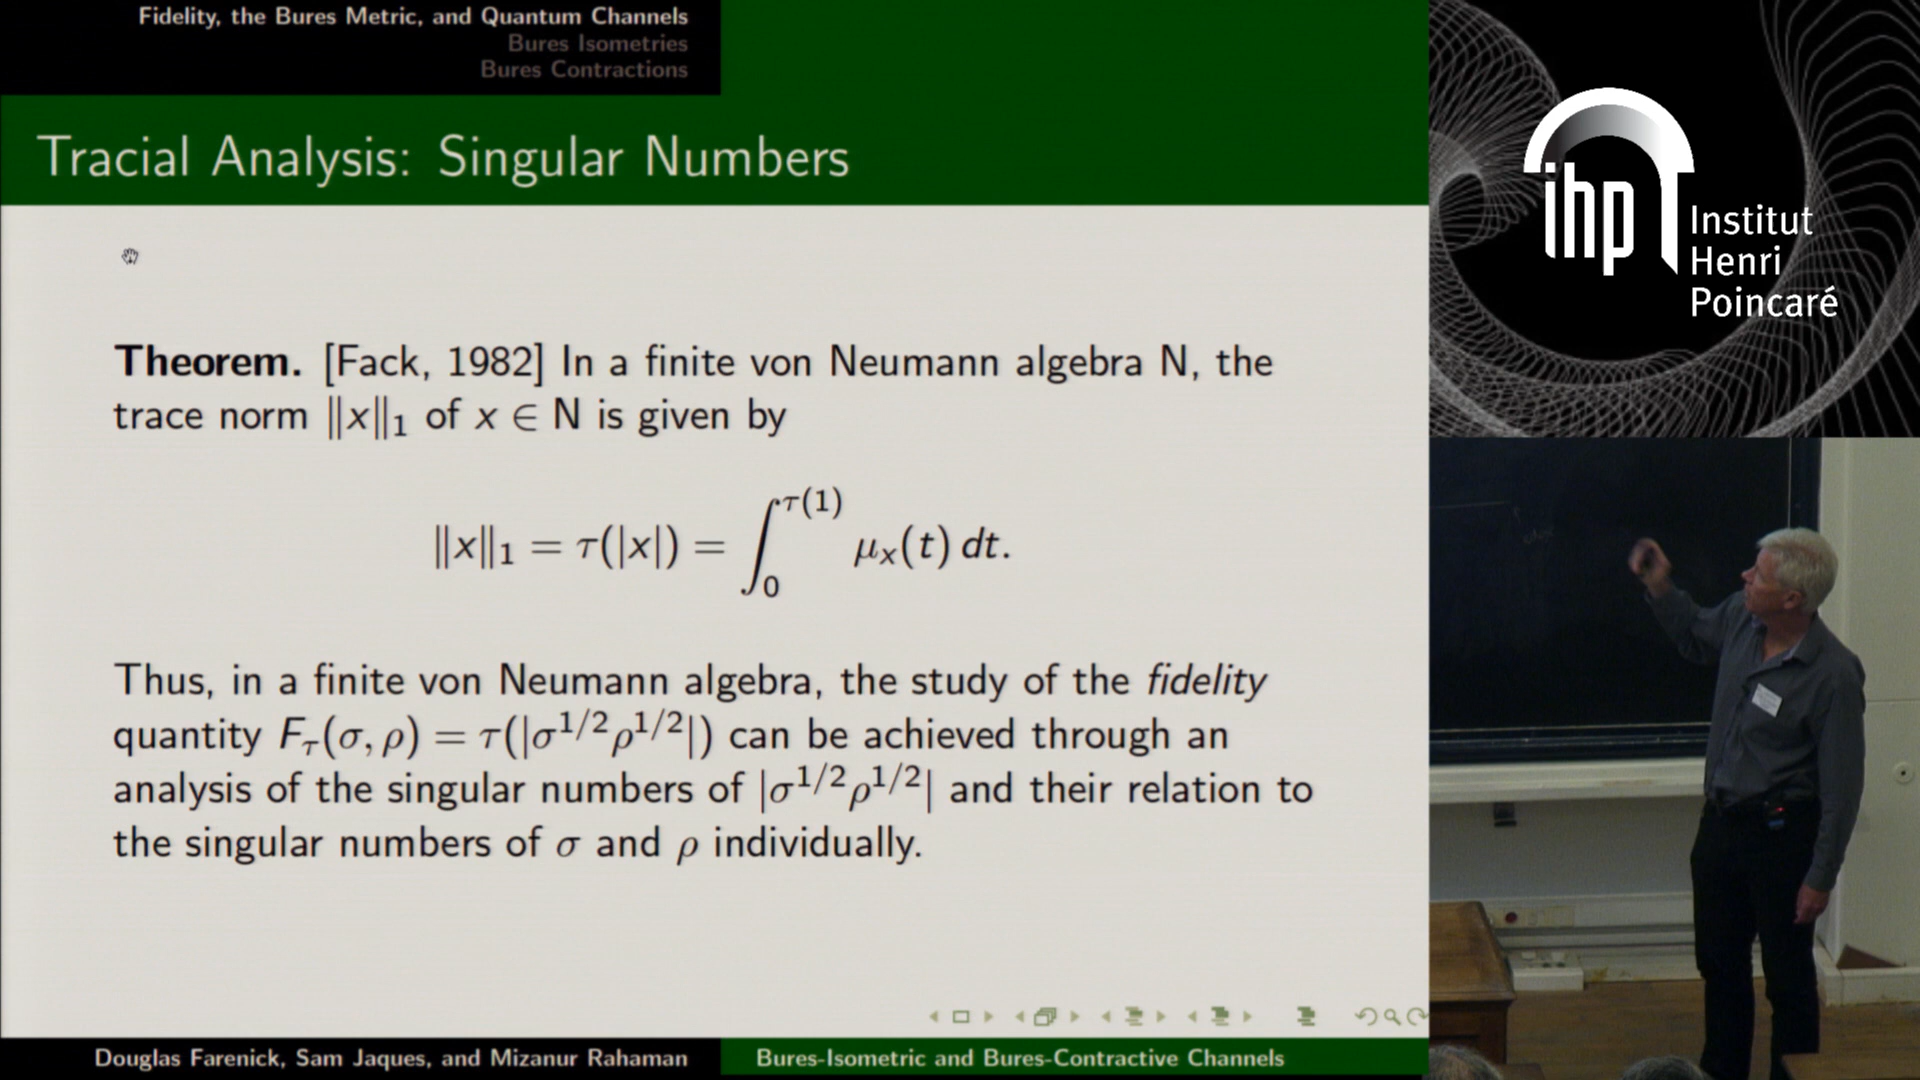 Fidelity, the Bures Metric, and Quantum Channels
Bures Isometries
Bures Contractions
Tracial Analysis: Singular Numbers
Theorem. [Fack, 1982] In a finite von Neumann algebra N, the
trace norm ‖x‖₁ of x ∈ N is given by
‖x‖₁ = τ(|x|) = ∫₀^τ(1) μₓ(t) dt.
Thus, in a finite von Neumann algebra, the study of the fidelity
quantity F_τ(σ, ρ) = τ(|σ^1/2ρ^1/2|) can be achieved through an
analysis of the singular numbers of |σ^1/2ρ^1/2| and their relation to
the singular numbers of σ and ρ individually.
Douglas Farenick, Sam Jaques, and Mizanur Rahaman
Bures-Isometric and Bures-Contractive Channels
ihp
Institut
Henri
Poincaré